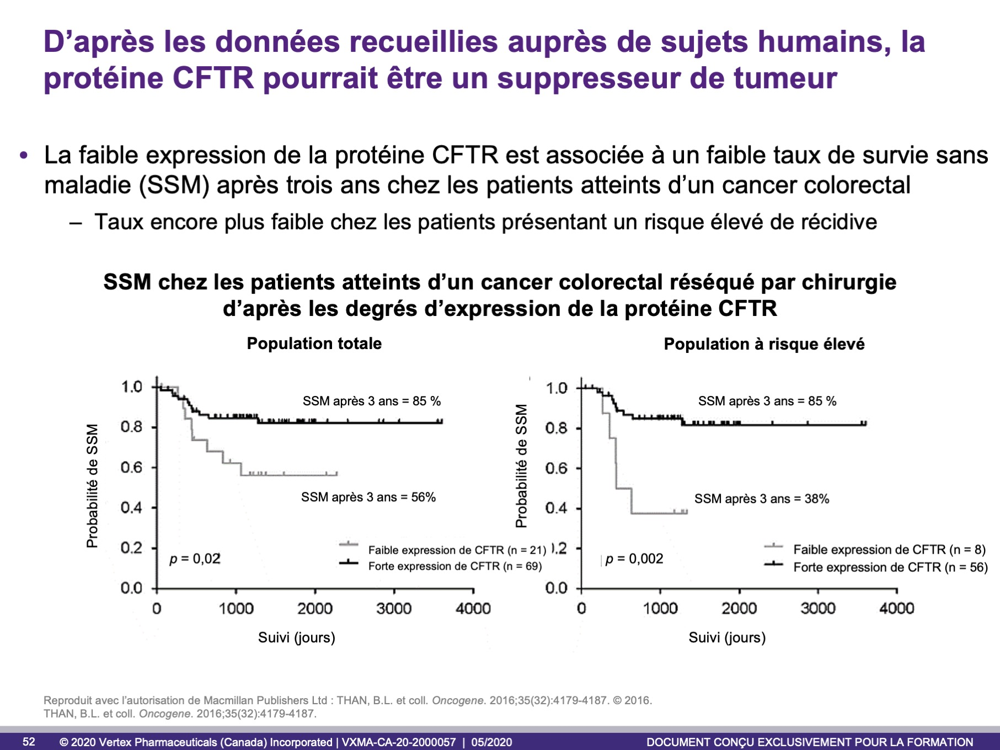 D’après les données recueillies auprès de sujets humains, la
protéine CFTR pourrait être un suppresseur de tumeur
• La faible expression de la protéine CFTR est associée à un faible taux de survie sans
maladie (SSM) après trois ans chez les patients atteints d’un cancer colorectal
– Taux encore plus faible chez les patients présentant un risque élevé de récidive
SSM chez les patients atteints d’un cancer colorectal réséqué par chirurgie
d’après les degrés d’expression de la protéine CFTR
Population totale
Probabilité de SSM
1.0
0.8
0.6
0.4
0.2
0.0
SSM après 3 ans = 85 %
SSM après 3 ans = 56%
p = 0,02
Faible expression de CFTR (n = 21)
Forte expression de CFTR (n = 69)
0 1000 2000 3000 4000
Suivi (jours)
Population à risque élevé
Probabilité de SSM
1.0
0.8
0.6
0.4
).2
0.0
SSM après 3 ans = 85 %
SSM après 3 ans = 38%
p = 0,002
Faible expression de CFTR (n = 8)
Forte expression de CFTR (n = 56)
0 1000 2000 3000 4000
Suivi (jours)
Reproduit avec l’autorisation de Macmillan Publishers Ltd : THAN, B.L. et coll. Oncogene. 2016;35(32):4179-4187. © 2016.
THAN, B.L. et coll. Oncogene. 2016;35(32):4179-4187.
52 © 2020 Vertex Pharmaceuticals (Canada) Incorporated | VXMA-CA-20-2000057 | 05/2020 DOCUMENT CONÇU EXCLUSIVEMENT POUR LA FORMATION